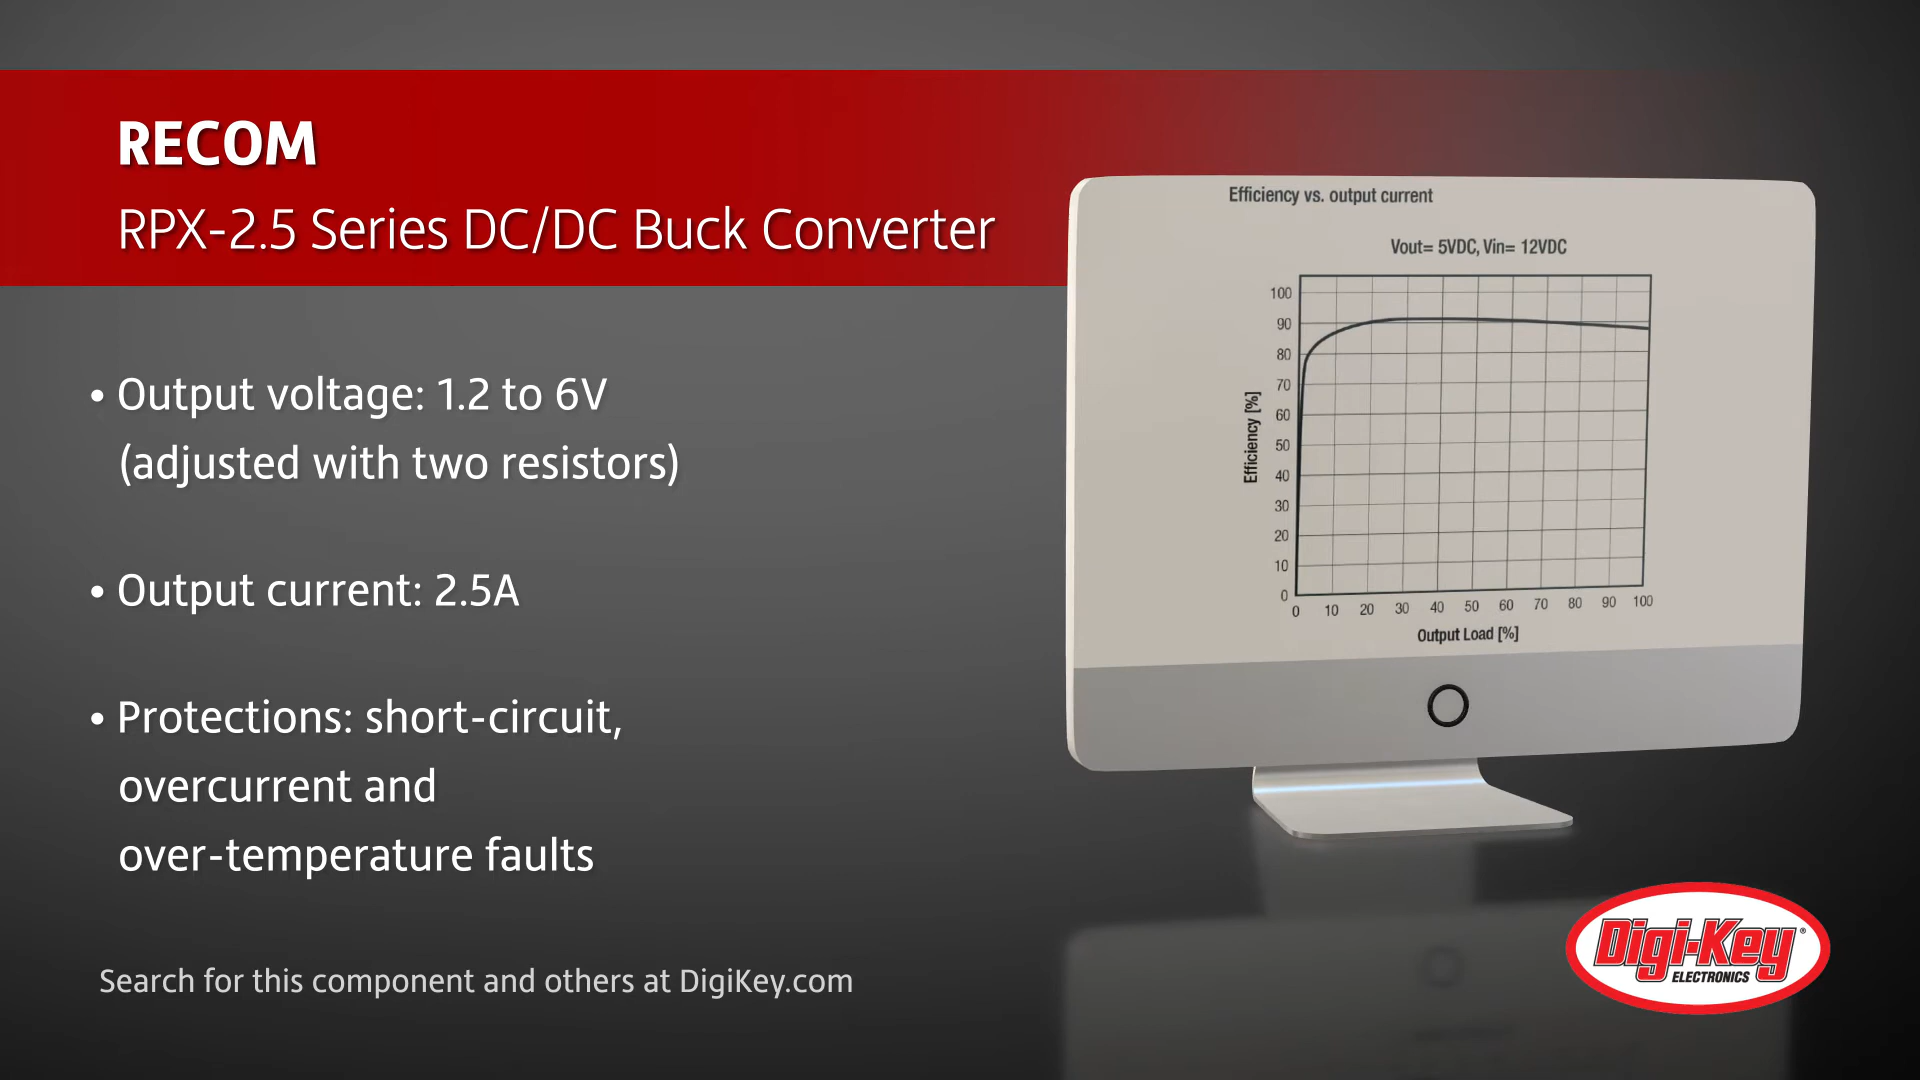 RECOM
RPX-2.5 Series DC/DC Buck Converter
• Output voltage: 1.2 to 6V
(adjusted with two resistors)
• Output current: 2.5A
• Protections: short-circuit,
overcurrent and
over-temperature faults
Search for this component and others at DigiKey.com
Efficiency vs. output current
Vout= 5VDC, Vin= 12VDC
100
90
80
70
60
50
40
30
20
10
0
Efficiency [%]
0 10 20 30 40 50 60 70 80 90 100
Output Load [%]
Digi-Key®
ELECTRONICS